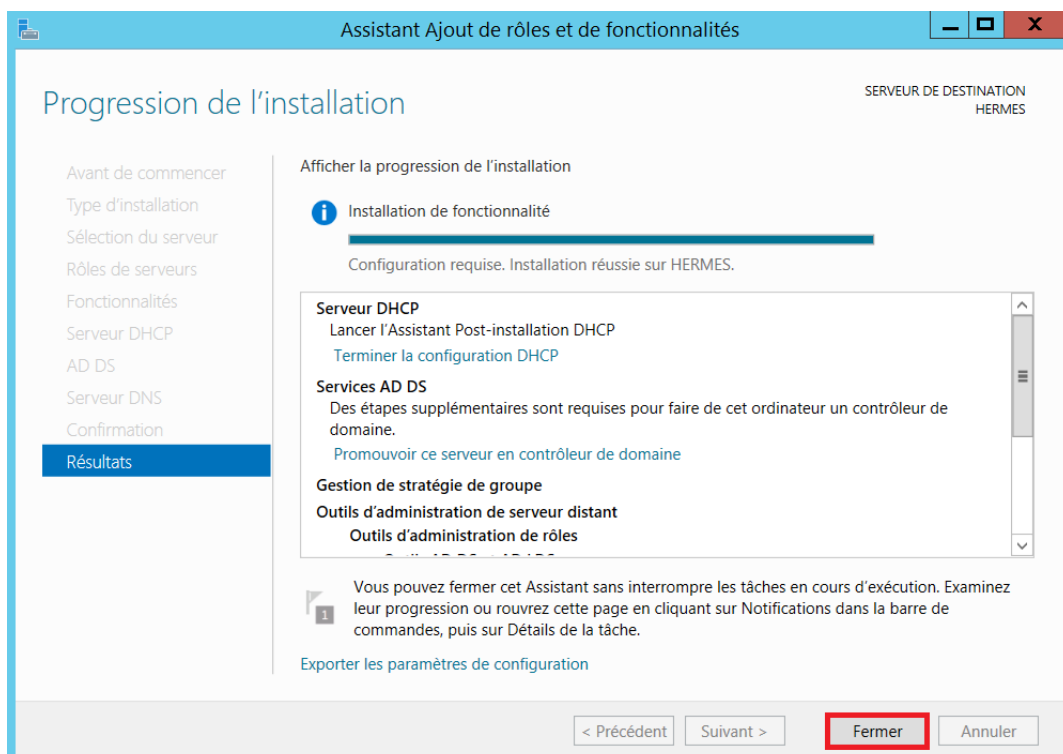 Assistant Ajout de rôles et de fonctionnalités
X
Progression de l'installation
SERVEUR DE DESTINATION
HERMES
Avant de commencer
Type d'installation
Sélection du serveur
Rôles de serveurs
Fonctionnalités
Serveur DHCP
AD DS
Serveur DNS
Confirmation
Résultats
Afficher la progression de l'installation
Installation de fonctionnalité
Configuration requise. Installation réussie sur HERMES.
Serveur DHCP
Lancer l'Assistant Post-installation DHCP
Terminer la configuration DHCP
Services AD DS
Des étapes supplémentaires sont requises pour faire de cet ordinateur un contrôleur de
domaine.
Promouvoir ce serveur en contrôleur de domaine
Gestion de stratégie de groupe
Outils d'administration de serveur distant
Outils d'administration de rôles
1
Vous pouvez fermer cet Assistant sans interrompre les tâches en cours d'exécution. Examinez
leur progression ou rouvrez cette page en cliquant sur Notifications dans la barre de
commandes, puis sur Détails de la tâche.
Exporter les paramètres de configuration
< Précédent
Suivant >
Fermer
Annuler